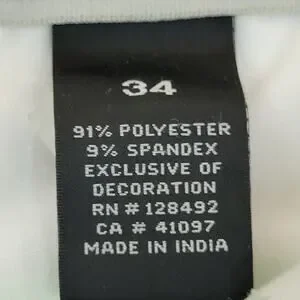 34
91% POLYESTER
9% SPANDEX
EXCLUSIVE OF
DECORATION
RN # 128492
CA # 41097
MADE IN INDIA